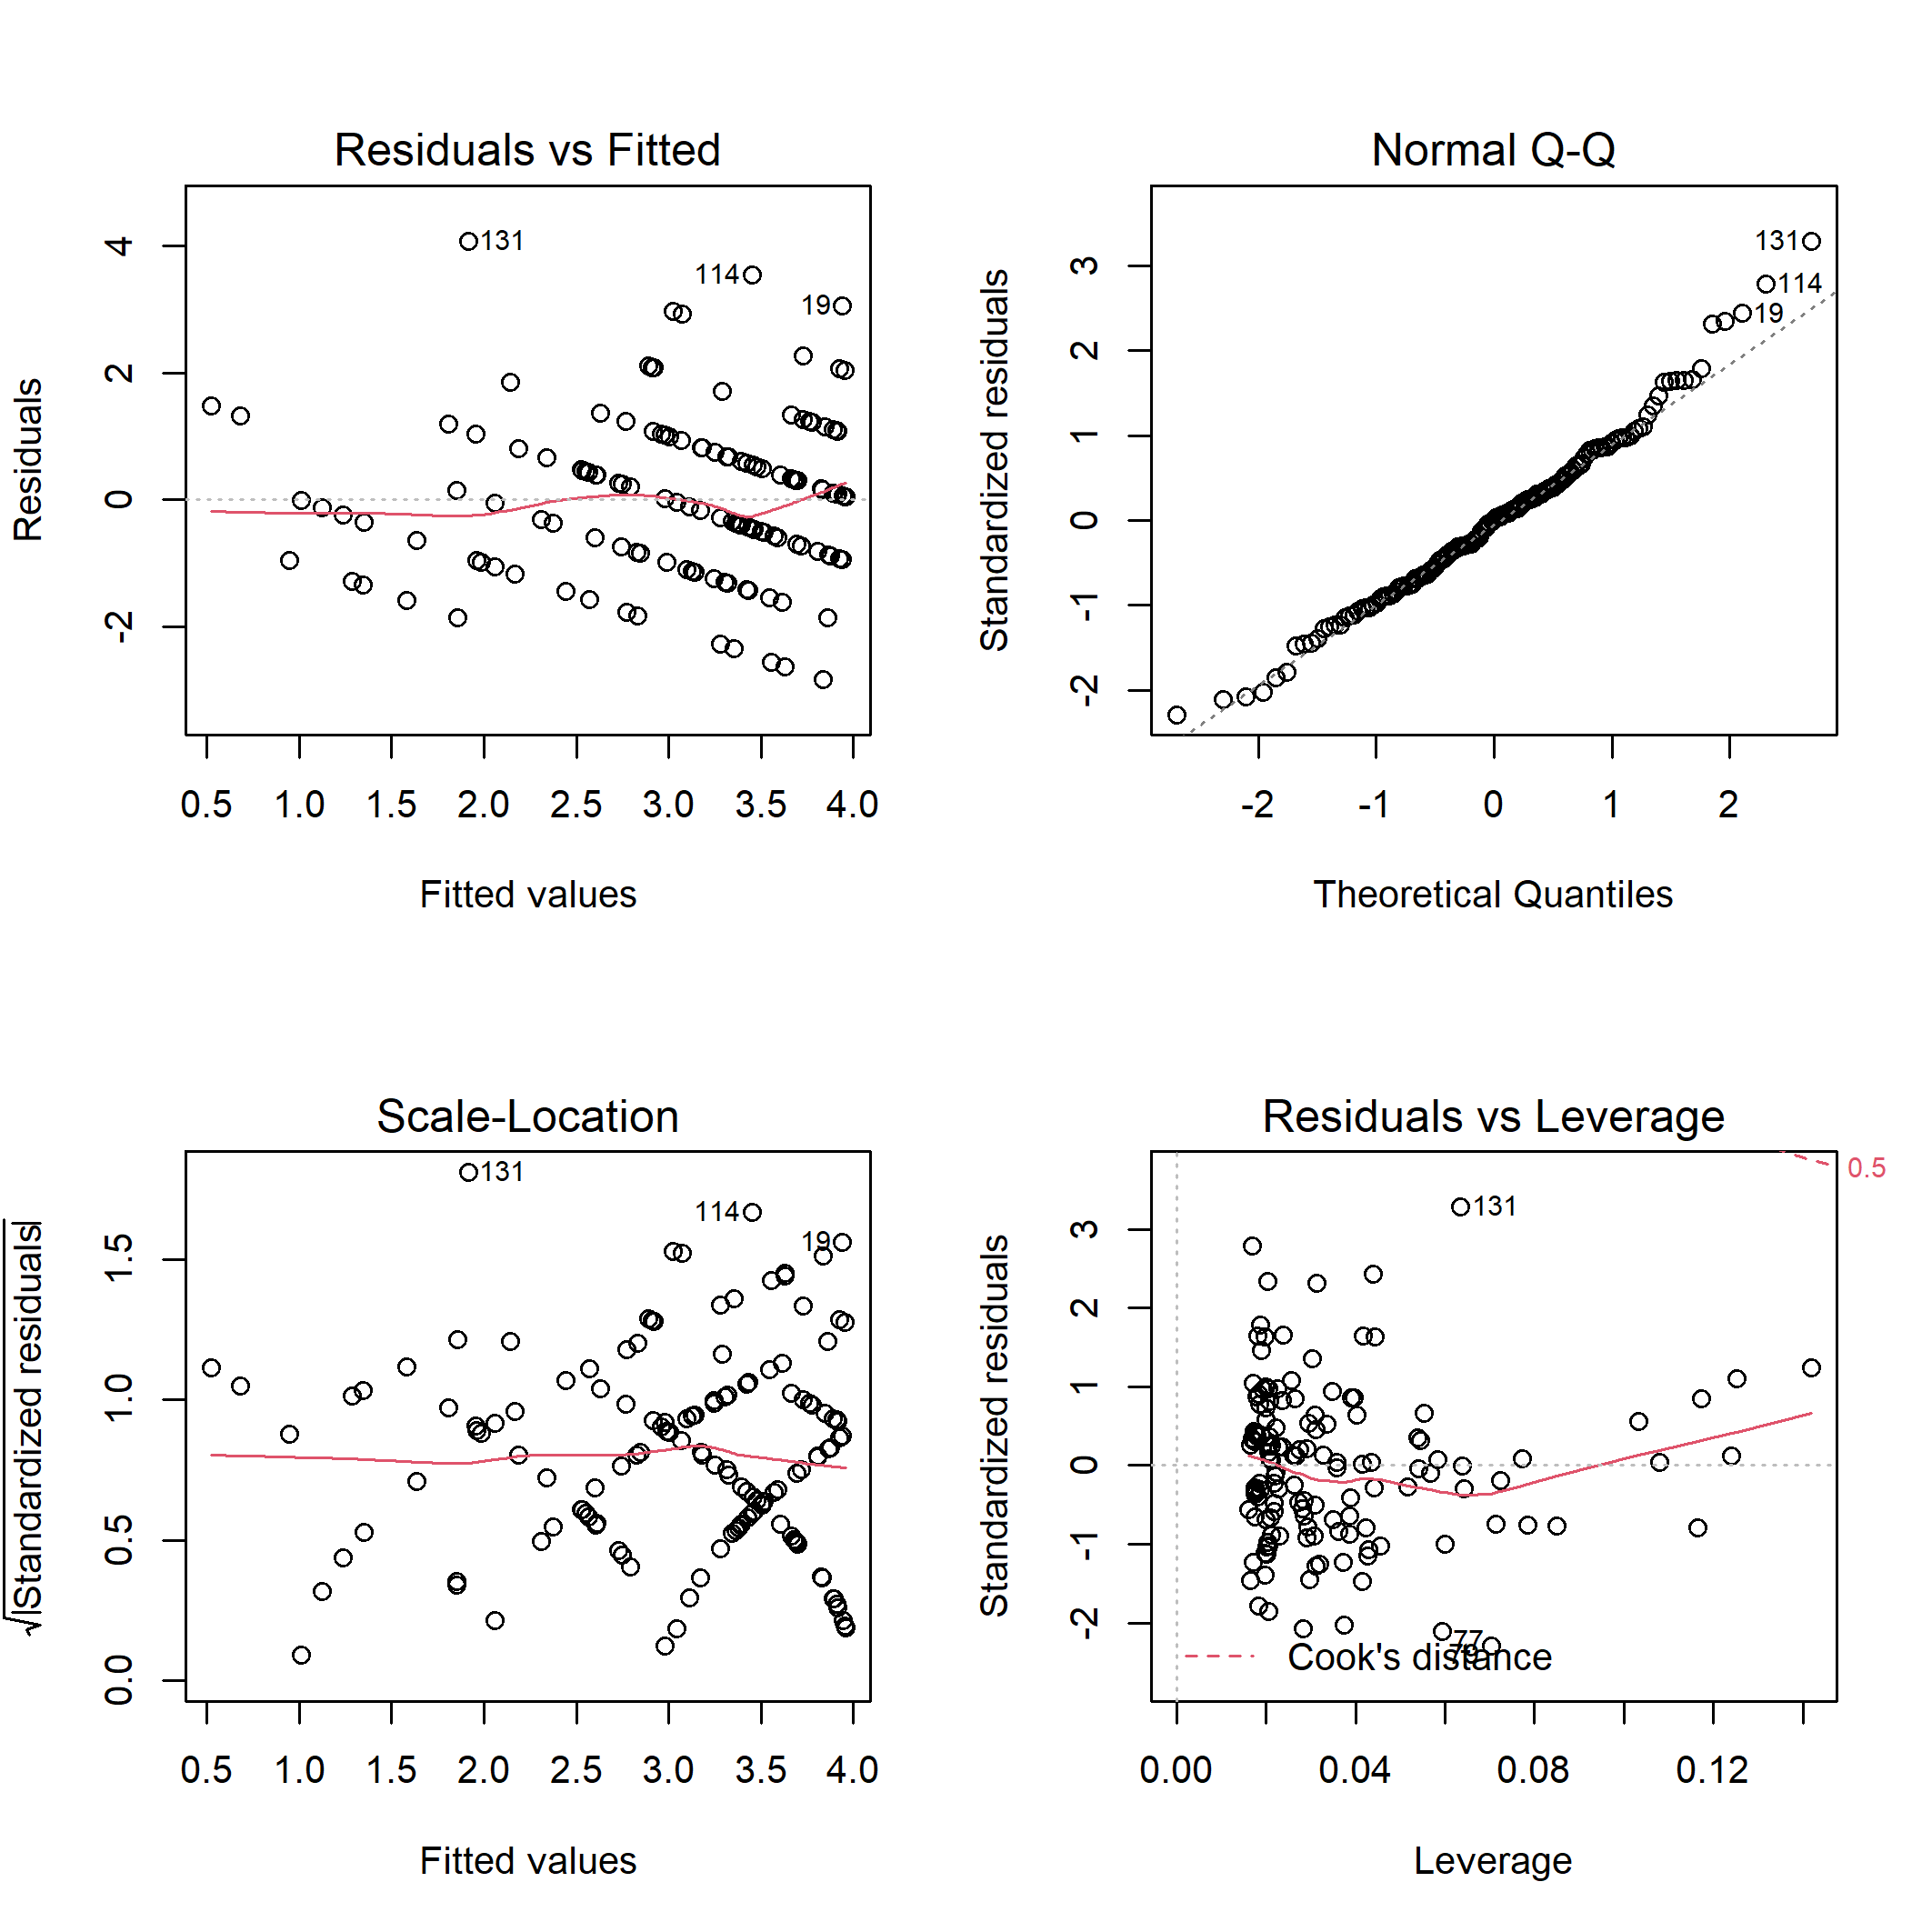 Residuals vs Fitted
Residuals
4
2
0
-2
131
114
19
0.5 1.0 1.5 2.0 2.5 3.0 3.5 4.0
Fitted values
Normal Q-Q
Standardized residuals
3
2
1
0
-1
-2
131
114
19
-2 -1 0 1 2
Theoretical Quantiles
Scale-Location
√|Standardized residuals|
1.5
1.0
0.5
0.0
131
114
19
0.5 1.0 1.5 2.0 2.5 3.0 3.5 4.0
Fitted values
Residuals vs Leverage
Standardized residuals
3
2
1
0
-1
-2
0.5
131
77
79
Cook's distance
0.00 0.04 0.08 0.12
Leverage